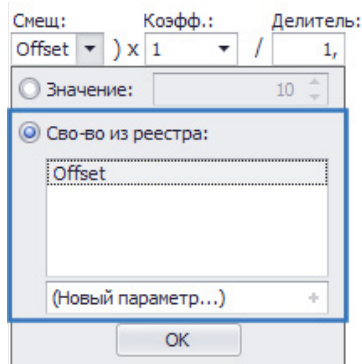 Смещ: Коэфф.: Делитель:
Offset ) x 1 / 1,
Значение: 10
Сво-во из реестра:
Offset
(Новый параметр...) +
OK